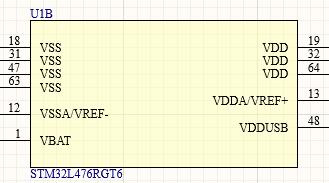 U1B
18 VSS VDD 19
31 VSS VDD 32
47 VSS VDD 64
63 VSS
VDDA/VREF+ 13
12 VSSA/VREF-
VDDUSB 48
1 VBAT
STM32L476RGT6